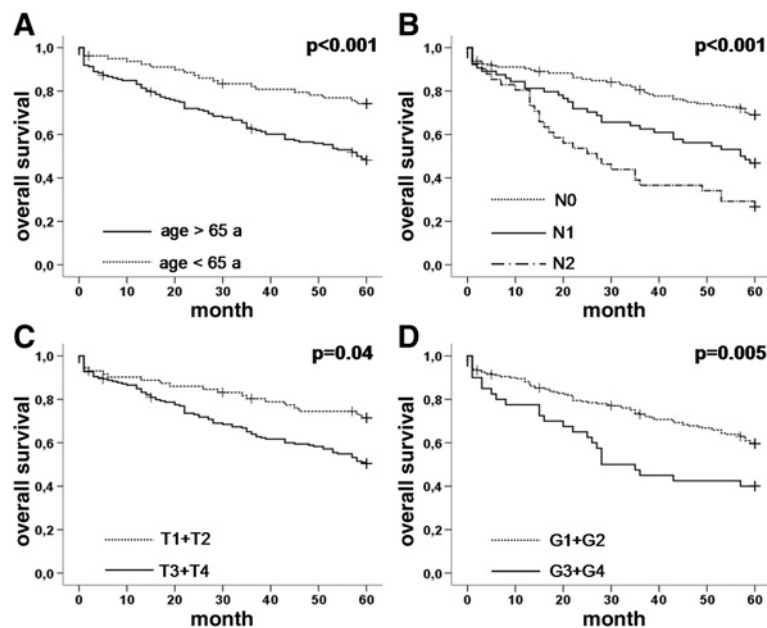 A
p<0.001
overall survival
1,0
0,8
0,6
0,4
0,2
0,0
age > 65 a
age < 65 a
0 10 20 30 40 50 60
month
B
p<0.001
overall survival
1,0
0,8
0,6
0,4
0,2
0,0
N0
N1
N2
0 10 20 30 40 50 60
month
C
p=0.04
overall survival
1,0
0,8
0,6
0,4
0,2
0,0
T1+T2
T3+T4
0 10 20 30 40 50 60
month
D
p=0.005
overall survival
1,0
0,8
0,6
0,4
0,2
0,0
G1+G2
G3+G4
0 10 20 30 40 50 60
month